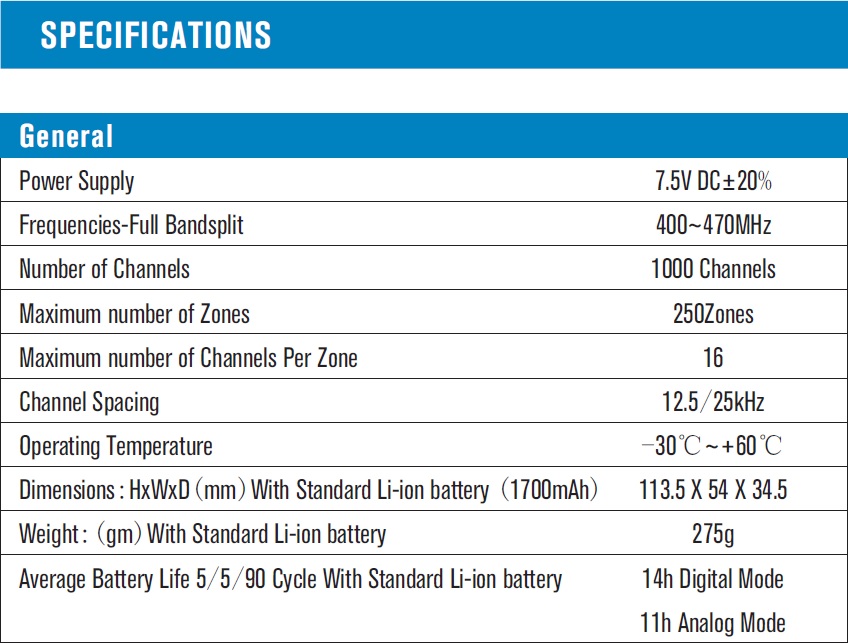 SPECIFICATIONS
General
Power Supply 7.5V DC±20%
Frequencies-Full Bandsplit 400~470MHz
Number of Channels 1000 Channels
Maximum number of Zones 250Zones
Maximum number of Channels Per Zone 16
Channel Spacing 12.5/25kHz
Operating Temperature −30℃~+60℃
Dimensions : HxWxD (mm) With Standard Li-ion battery (1700mAh) 113.5 X 54 X 34.5
Weight : (gm) With Standard Li-ion battery 275g
Average Battery Life 5/5/90 Cycle With Standard Li-ion battery 14h Digital Mode
11h Analog Mode